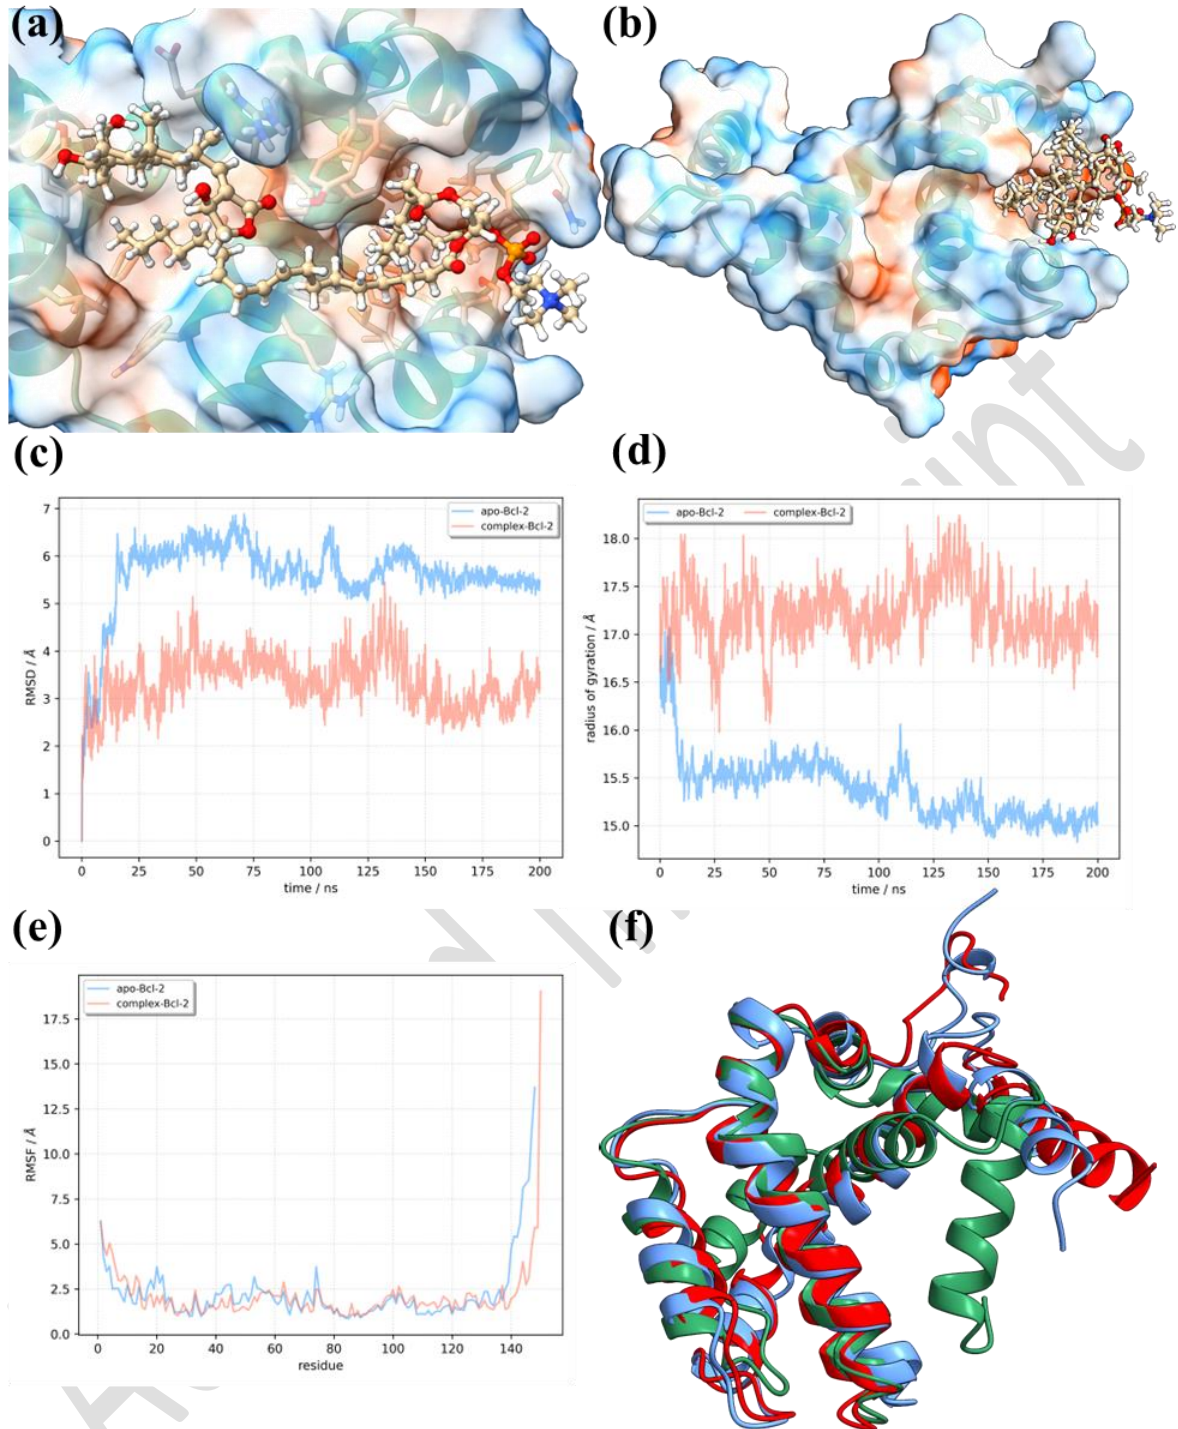 (a)
(b)
(c)
(d)
7
6
5
4
3
2
1
0
RMSD / Å
apo-Bcl-2
complex-Bcl-2
0 25 50 75 100 125 150 175 200
time / ns
18.0
17.5
17.0
16.5
16.0
15.5
15.0
radius of gyration / Å
apo-Bcl-2 complex-Bcl-2
0 25 50 75 100 125 150 175 200
time / ns
(e)
(f)
17.5
15.0
12.5
10.0
7.5
5.0
2.5
0.0
RMSF / Å
apo-Bcl-2
complex-Bcl-2
0 20 40 60 80 100 120 140
residue